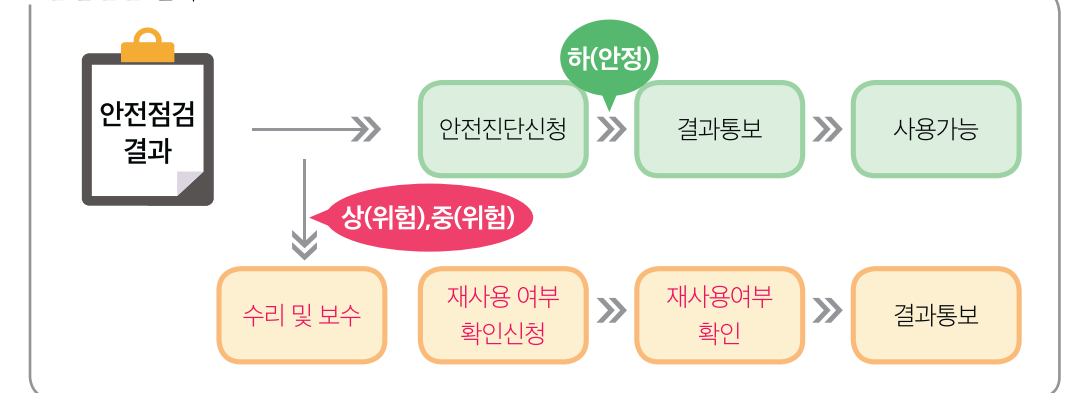 안전점검
결과
하(안정)
안전진단신청
결과통보
사용가능
상(위험),중(위험)
수리 및 보수
재사용 여부
확인신청
재사용여부
확인
결과통보